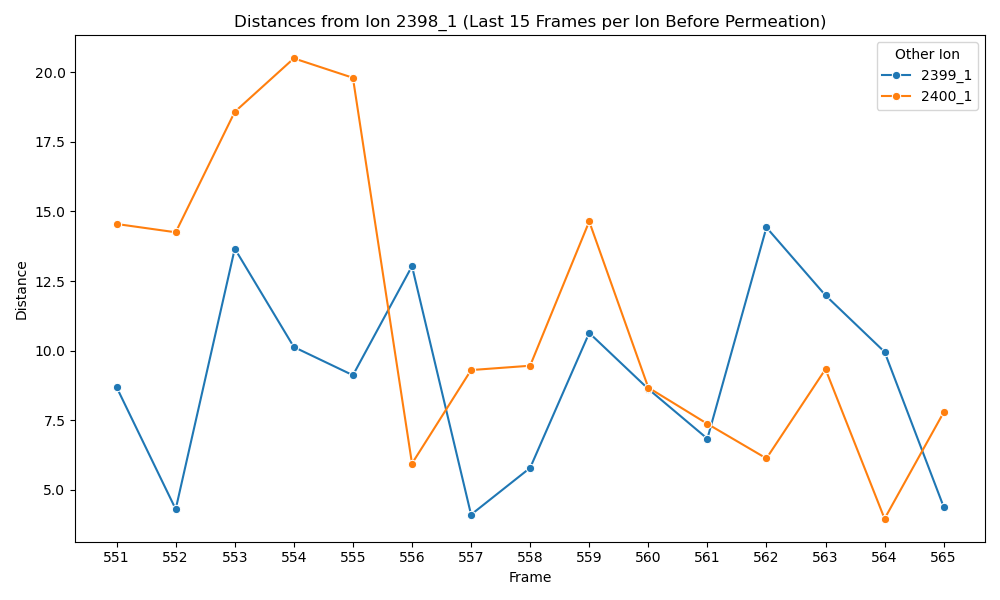 Distances from Ion 2398_1 (Last 15 Frames per Ion Before Permeation)
Other Ion
2399_1
2400_1
20.0
17.5
15.0
12.5
10.0
7.5
5.0
Distance
551 552 553 554 555 556 557 558 559 560 561 562 563 564 565
Frame